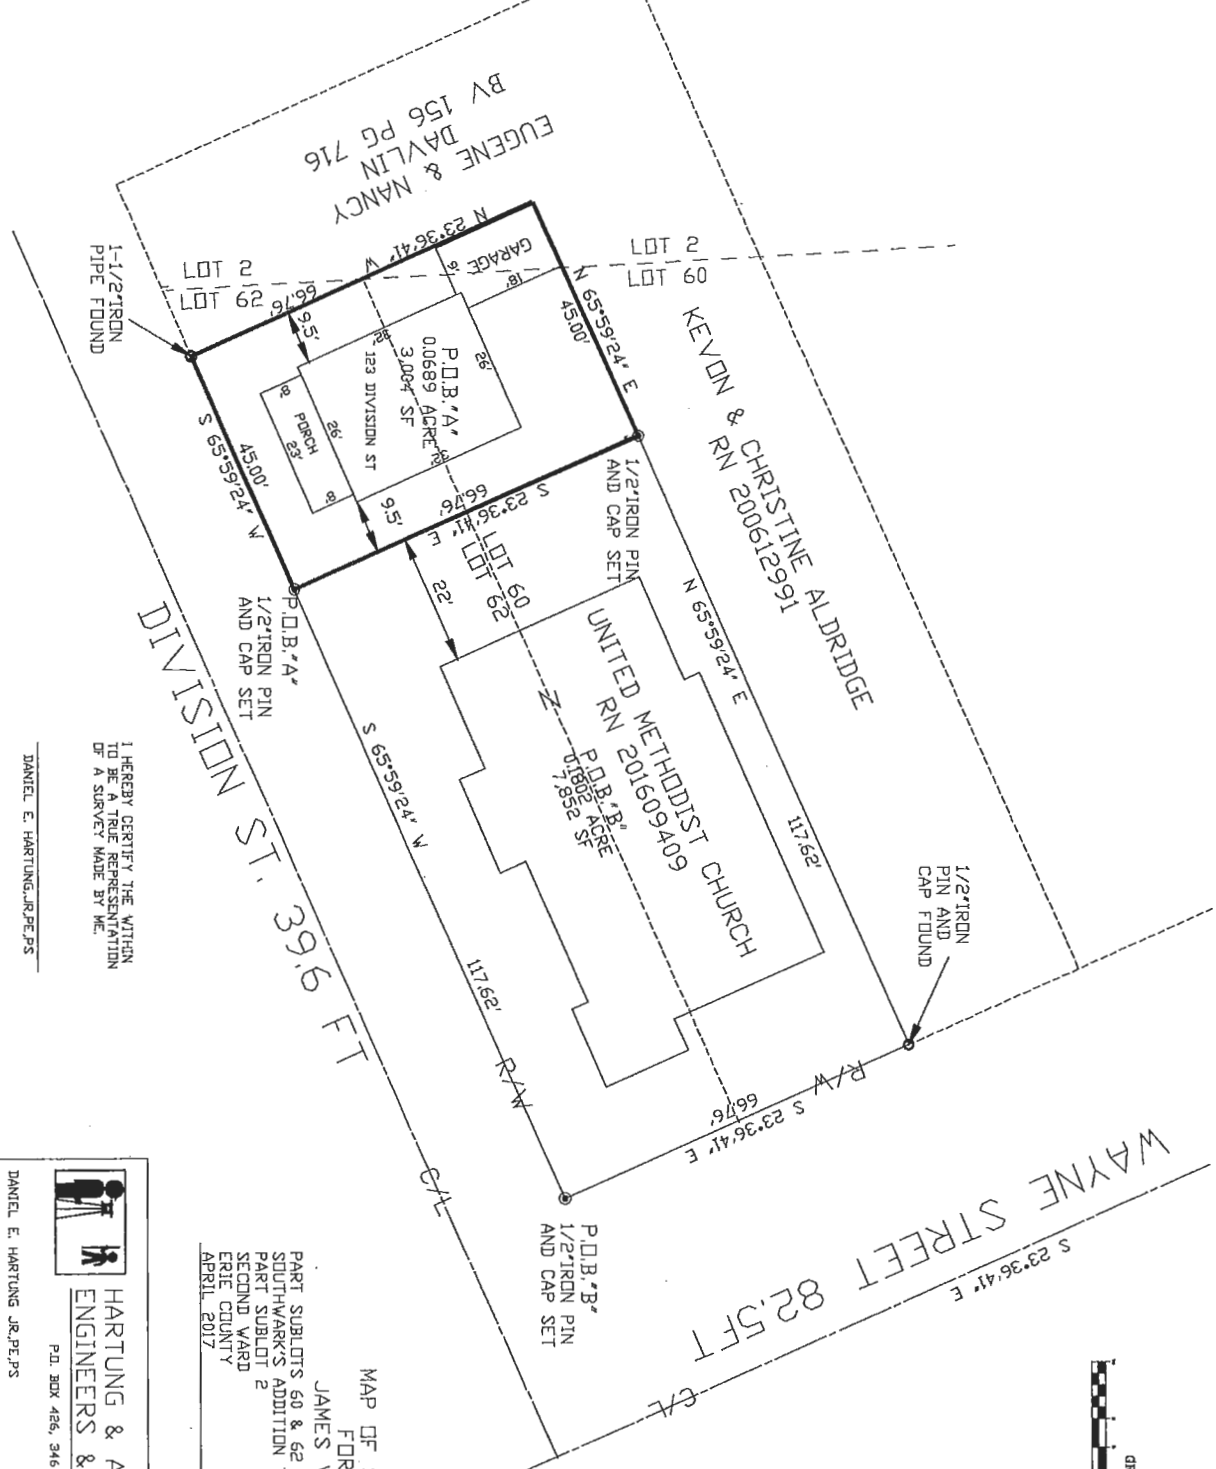 EUGENE & NANCY
DAVLIN
BV 156 PG 716
1-1/2"IRON
PIPE FOUND
LOT 2
LOT 62
LOT 2
LOT 60
N 23°36'41" W
66.76'
GARAGE
9'
18'
N 65°59'24" E
45.00'
9.5'
32'
26'
P.O.B."A"
0.0689 ACRE
3,004 SF
123 DIVISION ST
32'
26'
8'
PORCH
23'
8'
9.5'
45.00'
S 65°59'24" W
S 23°36'41" E
66.76'
LOT 60
LOT 62
22'
1/2"IRON PIN
AND CAP SET
P.O.B."A"
1/2"IRON PIN
AND CAP SET
KEVON & CHRISTINE ALDRIDGE
RN 200612991
N 65°59'24" E
117.62'
UNITED METHODIST CHURCH
RN 201609409
P.O.B."B"
0.1802 ACRE
7,852 SF
N
S 65°59'24" W
117.62'
R/W
1/2"IRON
PIN AND
CAP FOUND
R/W
S 23°36'41" E
66.76'
P.O.B."B"
1/2"IRON PIN
AND CAP SET
DIVISION ST. 39.6 FT
C/L
WAYNE STREET 82.5FT
S 23°36'41" E
C/L
I HEREBY CERTIFY THE WITHIN
TO BE A TRUE REPRESENTATION
OF A SURVEY MADE BY ME.
DANIEL E. HARTUNG,JR,PE,PS
MAP OF
FOR
JAMES
PART SUBLOTS 60 & 62
SOUTHWARK'S ADDITION
PART SUBLOT 2
SECOND WARD
ERIE COUNTY
APRIL 2017
HARTUNG & A
ENGINEERS &
P.O. BOX 426, 346
DANIEL E. HARTUNG JR,PE,PS